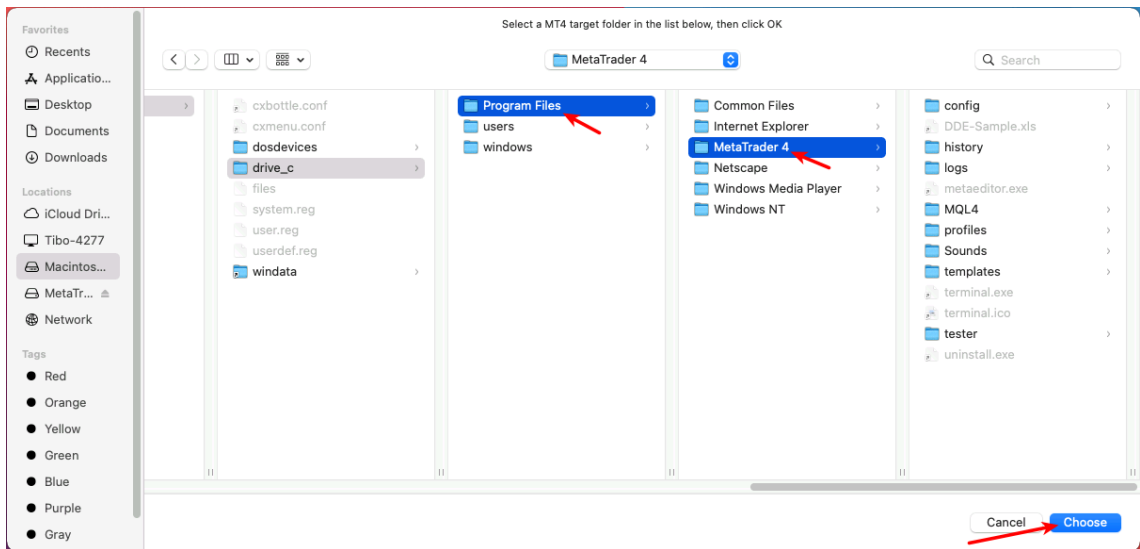 Select a MT4 target folder in the list below, then click OK
Favorites
Recents
Applicatio...
Desktop
Documents
Downloads
Locations
iCloud Dri...
Tibo-4277
Macintos...
MetaTr...
Network
Tags
Red
Orange
Yellow
Green
Blue
Purple
Gray
MetaTrader 4
Search
cxbottle.conf
cxmenu.conf
dosdevices
drive_c
files
system.reg
user.reg
userdef.reg
windata
Program Files
users
windows
Common Files
Internet Explorer
MetaTrader 4
Netscape
Windows Media Player
Windows NT
config
DDE-Sample.xls
history
logs
metaeditor.exe
MQL4
profiles
Sounds
templates
terminal.exe
terminal.ico
tester
uninstall.exe
Cancel
Choose